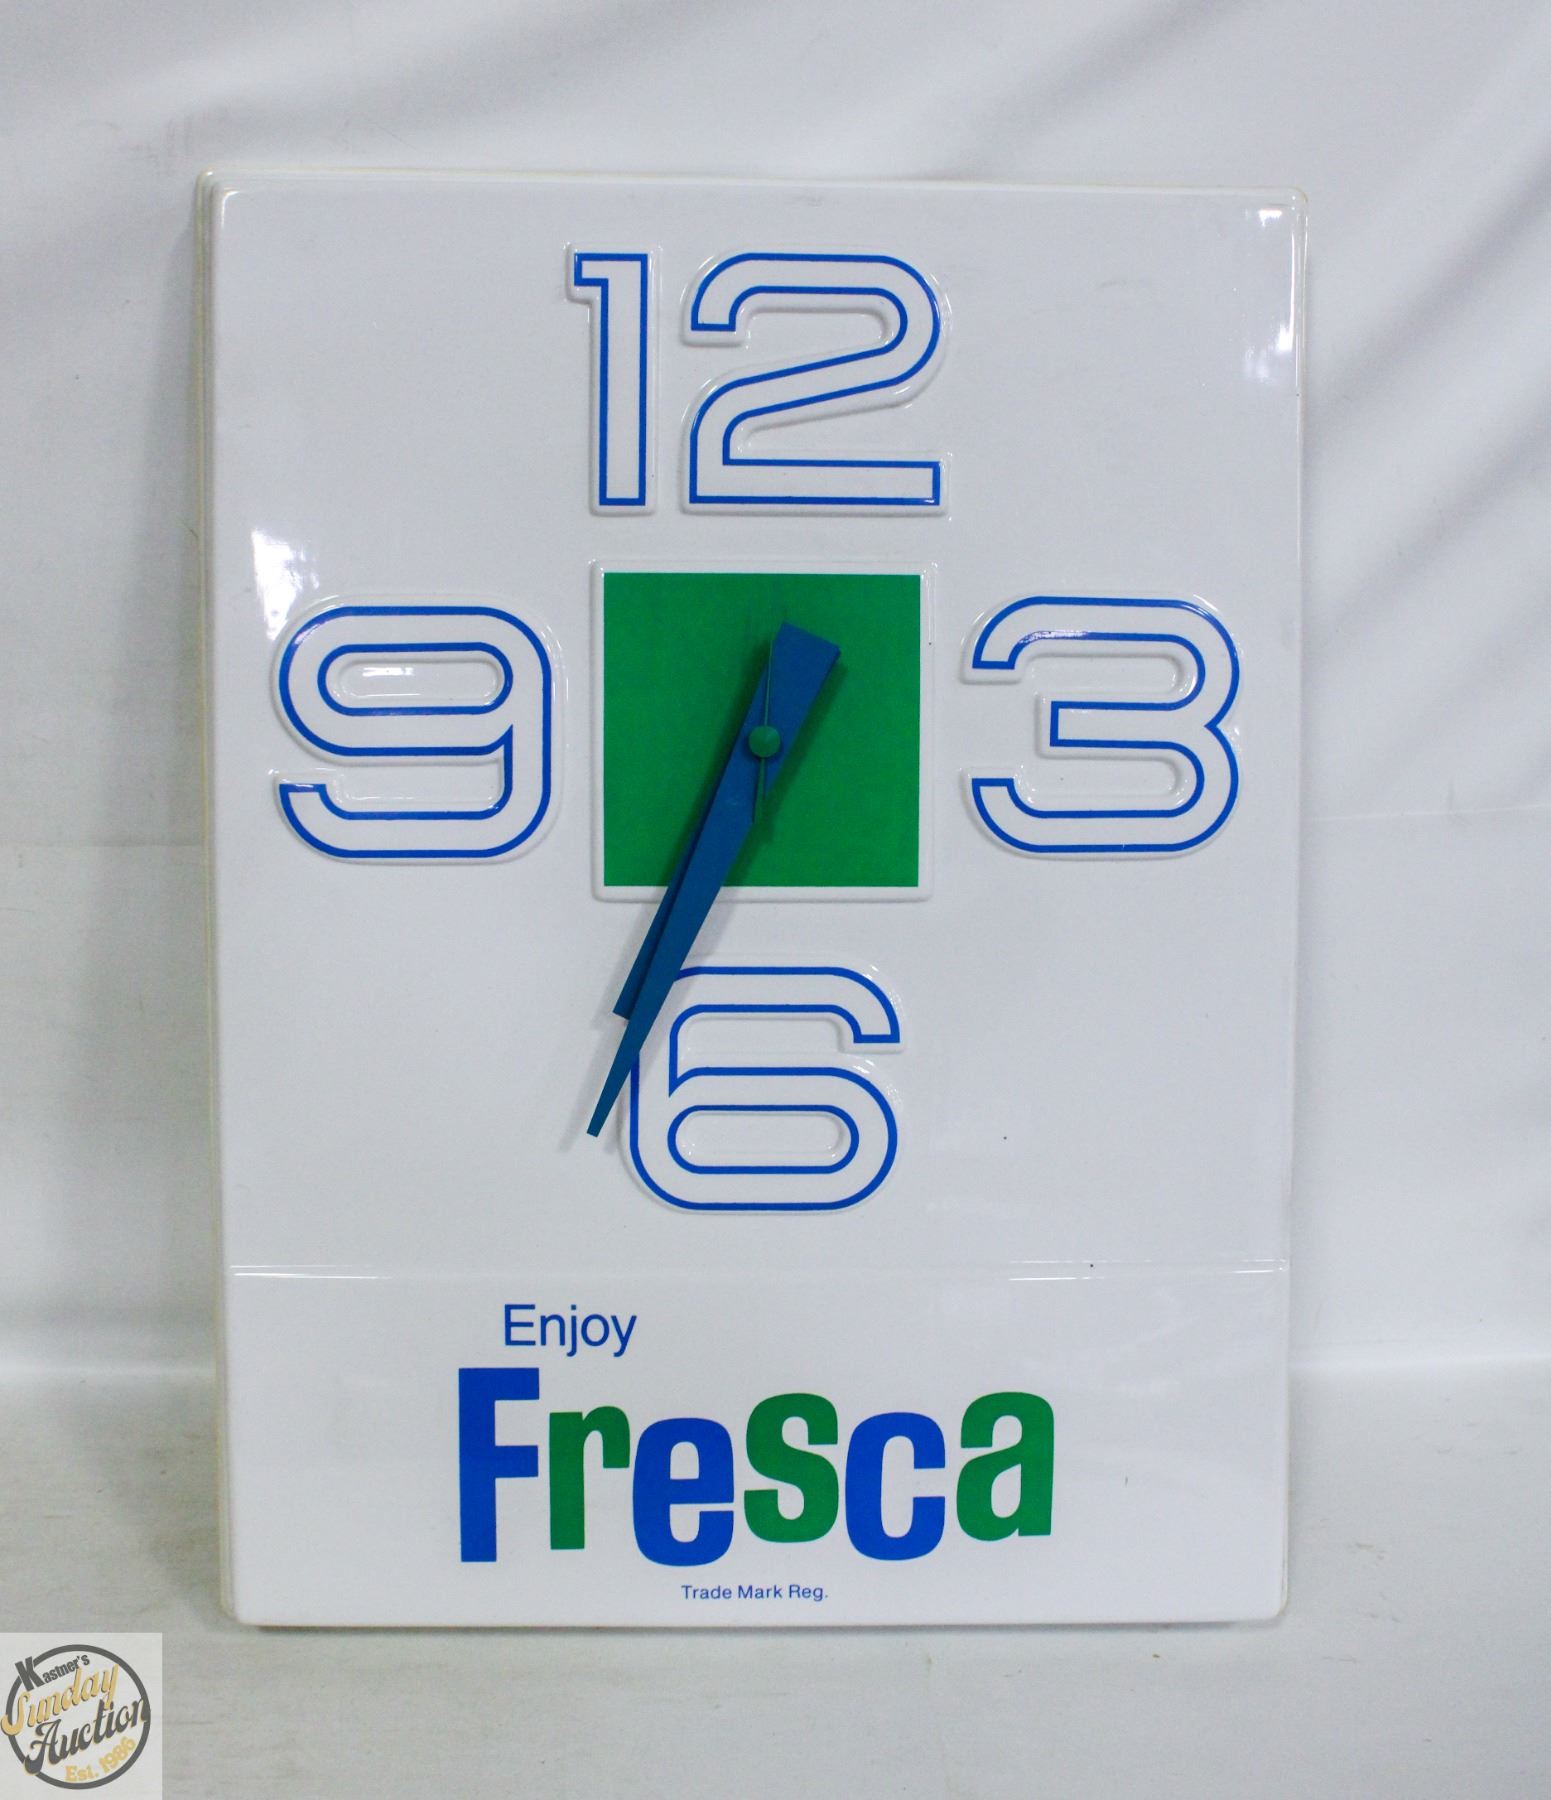 12
9 3
6
Enjoy
Fresca
Trade Mark Reg.
Kastner's
Sunday
Auction
Est. 1986